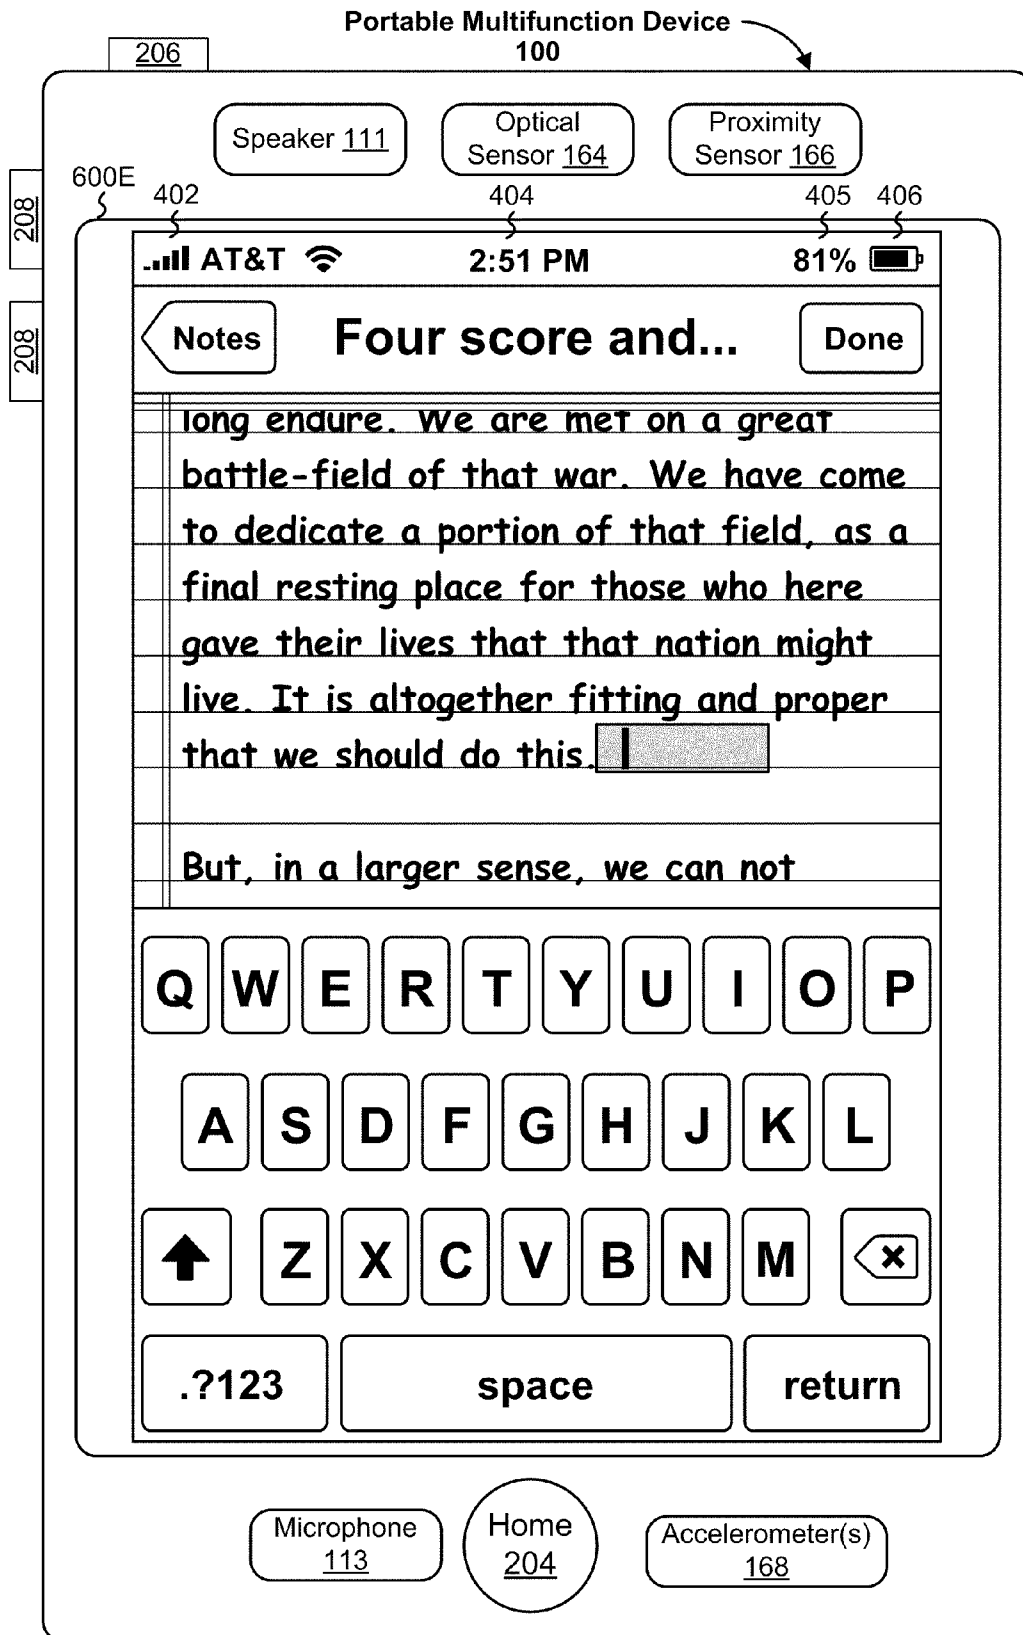 Portable Multifunction Device
100
206
Speaker 111
Optical
Sensor 164
Proximity
Sensor 166
600E
402
404
405
406
208
208
AT&T
2:51 PM
81%
Notes
Four score and...
Done
long endure. We are met on a great
battle-field of that war. We have come
to dedicate a portion of that field, as a
final resting place for those who here
gave their lives that that nation might
live. It is altogether fitting and proper
that we should do this.
But, in a larger sense, we can not
Q W E R T Y U I O P
A S D F G H J K L
Z X C V B N M
.?123 space return
Microphone
113
Home
204
Accelerometer(s)
168